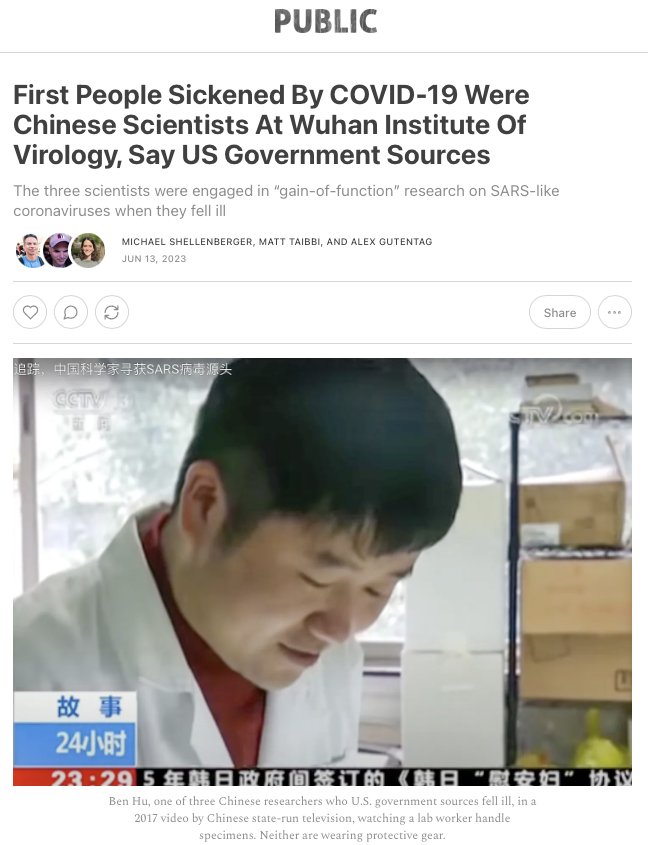 PUBLIC
First People Sickened By COVID-19 Were
Chinese Scientists At Wuhan Institute Of
Virology, Say US Government Sources
The three scientists were engaged in “gain-of-function” research on SARS-like
coronaviruses when they fell ill
MICHAEL SHELLENBERGER, MATT TAIBBI, AND ALEX GUTENTAG
JUN 13, 2023
Share
追踪，中国科学家寻获SARS病毒源头
CCTV 13
新闻
.com
故事
24小时
23:29 5 年韩日政府间签订的《韩日“慰安妇”协议
Ben Hu, one of three Chinese researchers who U.S. government sources fell ill, in a
2017 video by Chinese state-run television, watching a lab worker handle
specimens. Neither are wearing protective gear.